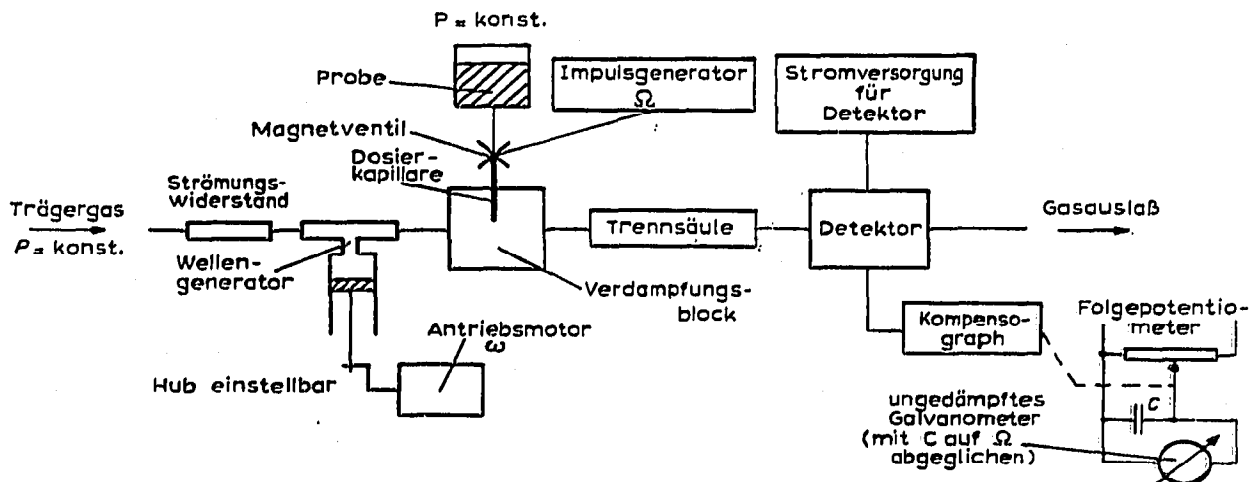 P = konst.
Probe
Impulsgenerator
Ω
Stromversorgung
für
Detektor
Magnetventil
Dosier-
kapillare
Strömungs-
widerstand
Trägergas
P = konst.
Trennsäule
Detektor
Gasauslaß
Wellen-
generator
Verdampfungs-
block
Antriebsmotor
ω
Hub einstellbar
Kompenso-
graph
Folgepotentio-
meter
C
ungedämpftes
Galvanometer
(mit C auf Ω
abgeglichen)